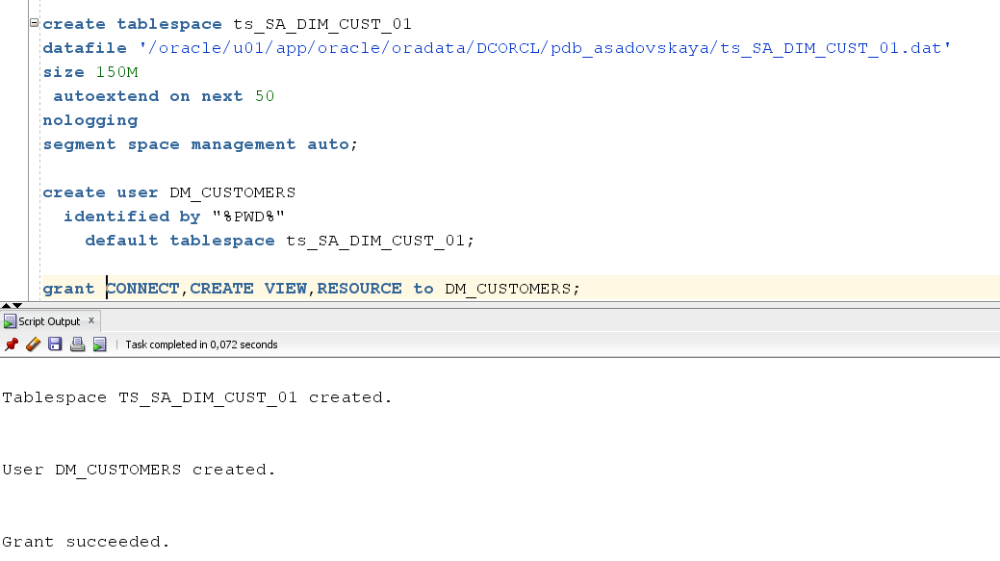 create tablespace ts_SA_DIM_CUST_01
datafile '/oracle/u01/app/oracle/oradata/DCORCL/pdb_asadovskaya/ts_SA_DIM_CUST_01.dat'
size 150M
autoextend on next 50
nologging
segment space management auto;
create user DM_CUSTOMERS
identified by "%PWD%"
default tablespace ts_SA_DIM_CUST_01;
grant CONNECT,CREATE VIEW,RESOURCE to DM_CUSTOMERS;
Script Output x
Task completed in 0,072 seconds
Tablespace TS_SA_DIM_CUST_01 created.
User DM_CUSTOMERS created.
Grant succeeded.